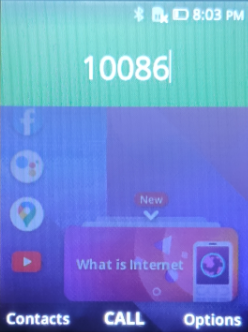 8:03 PM
10086
New
What is Internet
Contacts CALL Options